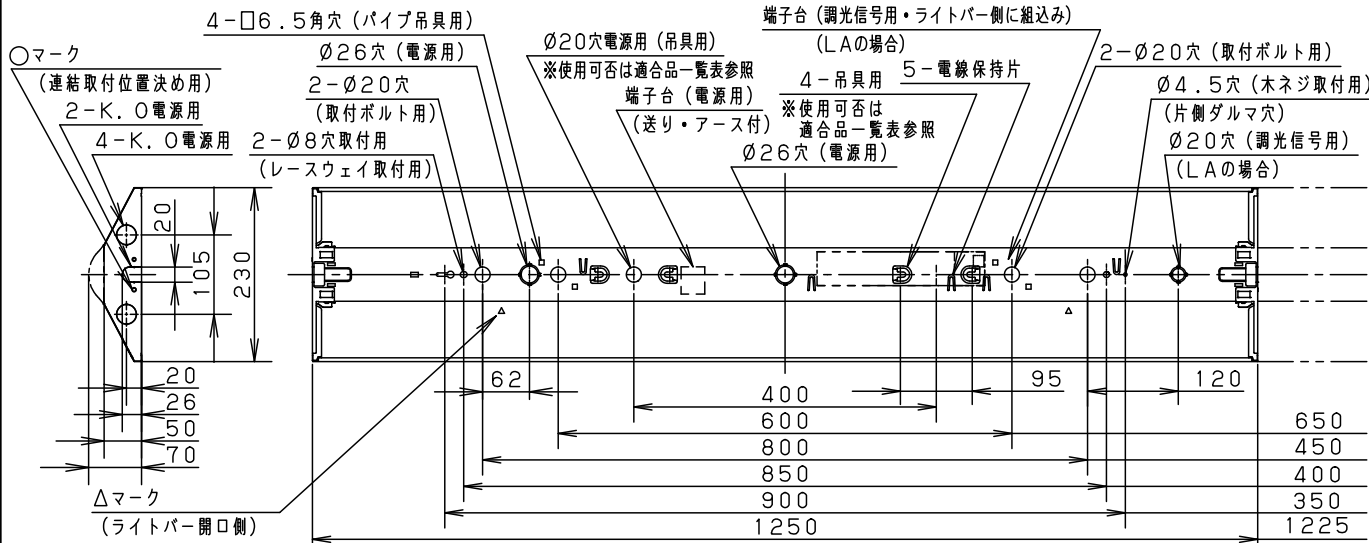 4-□6.5角穴(パイプ吊具用)
端子台(調光信号用・ライトバー側に組込み)
(LAの場合)
○マーク
(連結取付位置決め用)
Ø26穴(電源用)
Ø20穴電源用(吊具用)
※使用可否は適合品一覧表参照
2-Ø20穴(取付ボルト用)
2-K.O電源用
4-K.O電源用
2-Ø20穴
(取付ボルト用)
端子台(電源用)
(送り・アース付)
4-吊具用
※使用可否は
適合品一覧表参照
5-電線保持片
Ø4.5穴(木ネジ取付用)
(片側ダルマ穴)
2-Ø8穴取付用
(レースウェイ取付用)
Ø26穴(電源用)
Ø20穴(調光信号用)
(LAの場合)
20
105
230
20
26
50
70
△マーク
(ライトバー開口側)
62
400
95
120
600
650
800
450
850
400
900
350
1250
1225